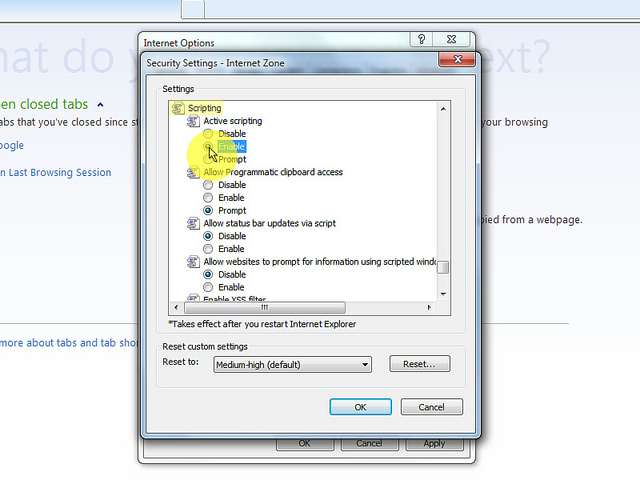 hat do y
ext?
Internet Options
Security Settings - Internet Zone
en closed tabs
abs that you've closed since st
your browsing
oogle
n Last Browsing Session
pied from a webpage.
more about tabs and tab shor
Settings
Scripting
Active scripting
Disable
Enable
Prompt
Allow Programmatic clipboard access
Disable
Enable
Prompt
Allow status bar updates via script
Disable
Enable
Allow websites to prompt for information using scripted windo
Disable
Enable
Enable XSS filter
*Takes effect after you restart Internet Explorer
Reset custom settings
Reset to:
Medium-high (default)
Reset...
OK
Cancel
OK
Cancel
Apply